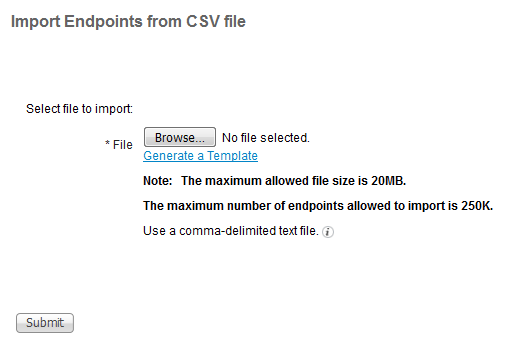 Import Endpoints from CSV file
Select file to import:
* File Browse... No file selected.
Generate a Template
Note: The maximum allowed file size is 20MB.
The maximum number of endpoints allowed to import is 250K.
Use a comma-delimited text file. i
Submit